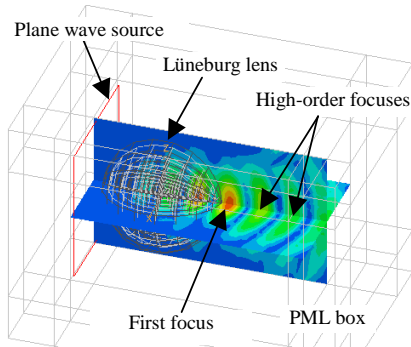 Plane wave source
Lüneburg lens
High-order focuses
First focus
PML box